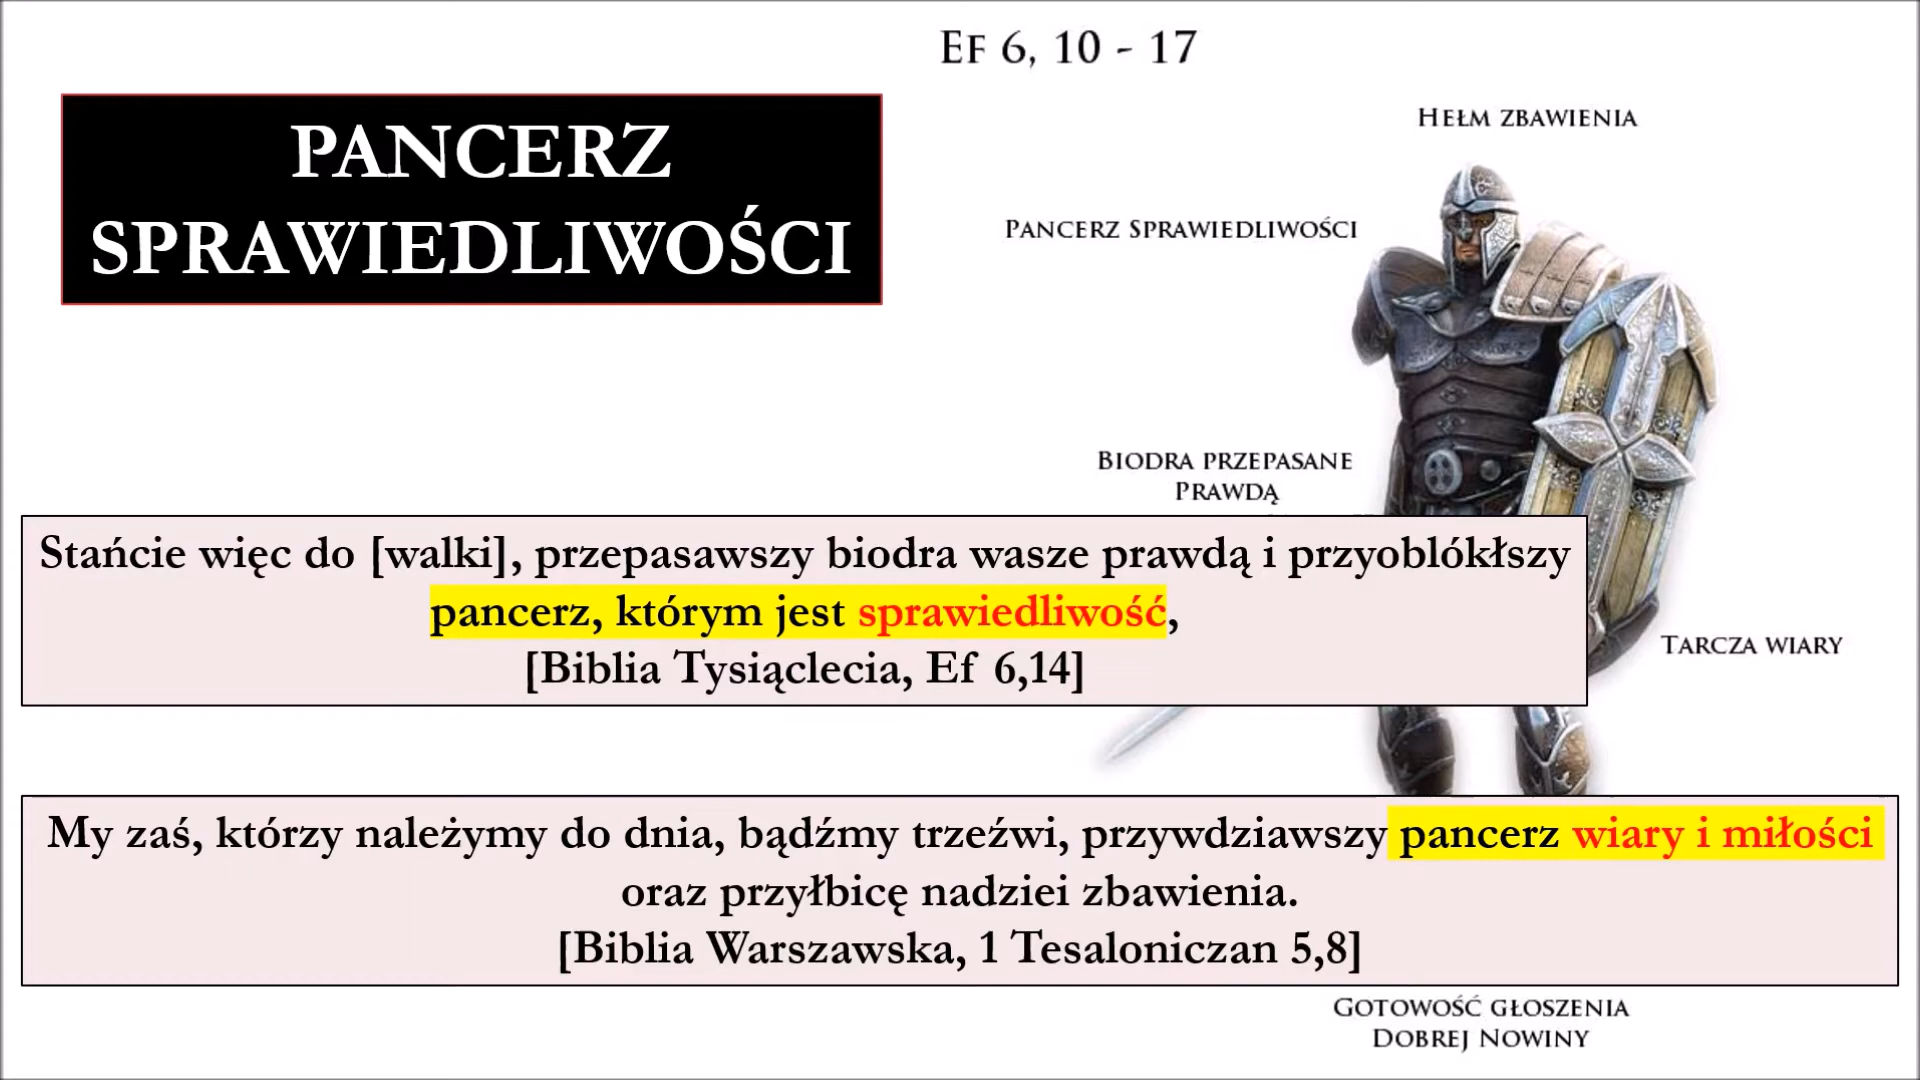 EF 6, 10 - 17
PANCERZ
SPRAWIEDLIWOŚCI
HEŁM ZBAWIENIA
PANCERZ SPRAWIEDLIWOŚCI
BIODRA PRZEPASANE
PRAWDĄ
Stańcie więc do [walki], przepasawszy biodra wasze prawdą i przyoblókłszy
pancerz, którym jest sprawiedliwość,
[Biblia Tysiąclecia, Ef 6,14]
TARCZA WIARY
My zaś, którzy należymy do dnia, bądźmy trzeźwi, przywdziawszy pancerz wiary i miłości
oraz przyłbicę nadziei zbawienia.
[Biblia Warszawska, 1 Tesaloniczan 5,8]
GOTOWOŚĆ GŁOSZENIA
DOBREJ NOWINY